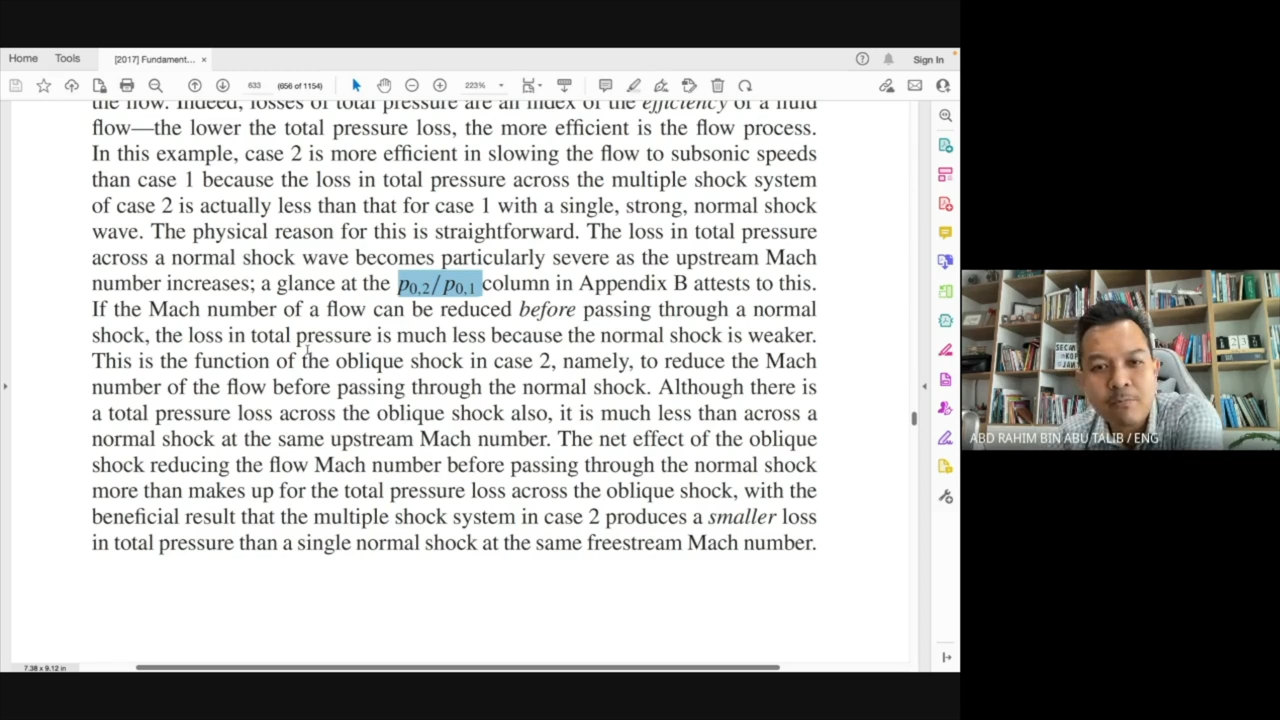 Home
Tools
[2017] Fundament...
×
Sign In
633
(656 of 1154)
223%
the flow. Indeed, losses of total pressure are an index of the efficiency of a fluid
flow—the lower the total pressure loss, the more efficient is the flow process.
In this example, case 2 is more efficient in slowing the flow to subsonic speeds
than case 1 because the loss in total pressure across the multiple shock system
of case 2 is actually less than that for case 1 with a single, strong, normal shock
wave. The physical reason for this is straightforward. The loss in total pressure
across a normal shock wave becomes particularly severe as the upstream Mach
number increases; a glance at the p0,2/p0,1 column in Appendix B attests to this.
If the Mach number of a flow can be reduced before passing through a normal
shock, the loss in total pressure is much less because the normal shock is weaker.
This is the function of the oblique shock in case 2, namely, to reduce the Mach
number of the flow before passing through the normal shock. Although there is
a total pressure loss across the oblique shock also, it is much less than across a
normal shock at the same upstream Mach number. The net effect of the oblique
shock reducing the flow Mach number before passing through the normal shock
more than makes up for the total pressure loss across the oblique shock, with the
beneficial result that the multiple shock system in case 2 produces a smaller loss
in total pressure than a single normal shock at the same freestream Mach number.
7.38 x 9.12 in
ABD RAHIM BIN ABU TALIB / ENG